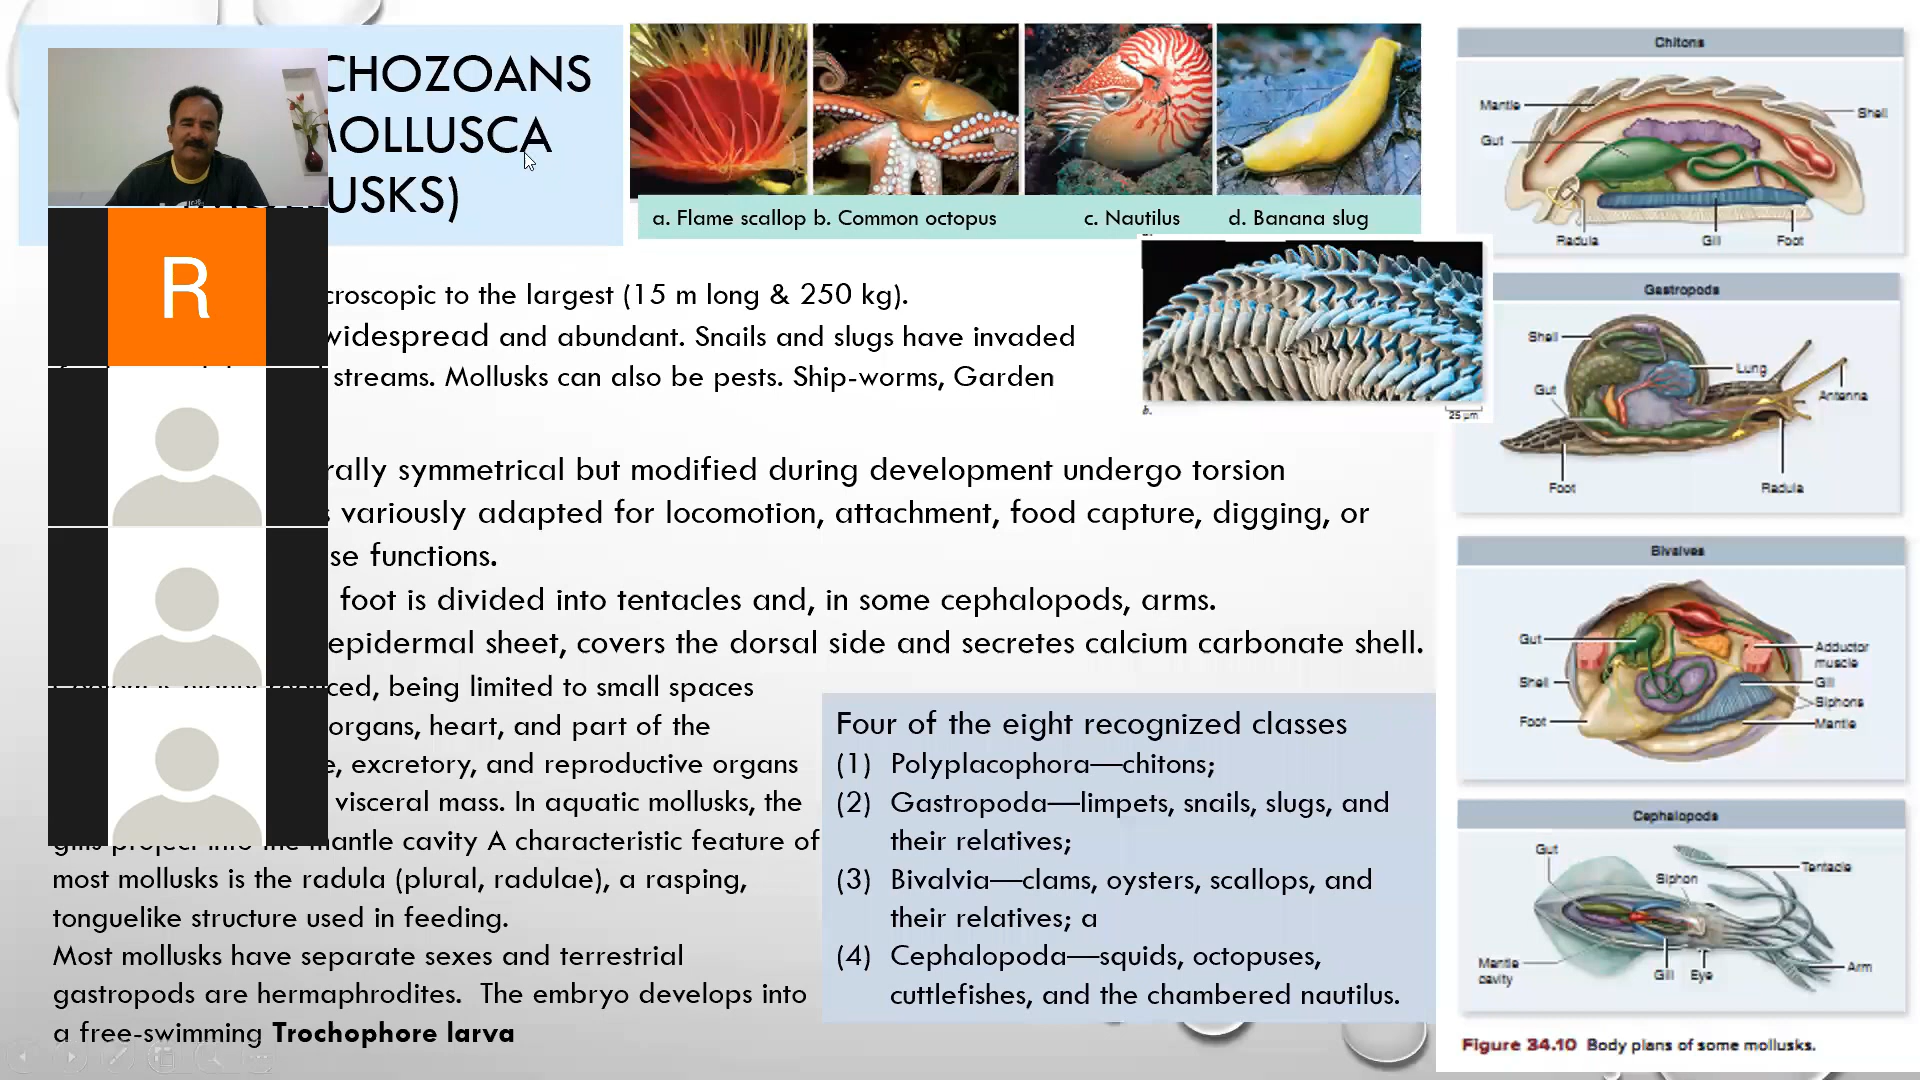 CHOZOANS
MOLLUSCA
USKS)
a. Flame scallop b. Common octopus c. Nautilus d. Banana slug
R
croscopic to the largest (15 m long & 250 kg).
widespread and abundant. Snails and slugs have invaded
streams. Mollusks can also be pests. Ship-worms, Garden
b.
25 µm
rally symmetrical but modified during development undergo torsion
s variously adapted for locomotion, attachment, food capture, digging, or
se functions.
foot is divided into tentacles and, in some cephalopods, arms.
epidermal sheet, covers the dorsal side and secretes calcium carbonate shell.
ced, being limited to small spaces
organs, heart, and part of the
e, excretory, and reproductive organs
visceral mass. In aquatic mollusks, the
gills project into the mantle cavity A characteristic feature of
most mollusks is the radula (plural, radulae), a rasping,
tonguelike structure used in feeding.
Most mollusks have separate sexes and terrestrial
gastropods are hermaphrodites. The embryo develops into
a free-swimming Trochophore larva
Four of the eight recognized classes
(1) Polyplacophora—chitons;
(2) Gastropoda—limpets, snails, slugs, and
their relatives;
(3) Bivalvia—clams, oysters, scallops, and
their relatives; a
(4) Cephalopoda—squids, octopuses,
cuttlefishes, and the chambered nautilus.
Chitons
Mantle
Shell
Gut
Radula
Gill
Foot
Gastropods
Shell
Lung
Gut
Antenna
Foot
Radula
Bivalves
Gut
Adductor
muscle
Shell
Gill
Siphons
Foot
Mantle
Cephalopods
Gut
Tentacle
Siphon
Mantle
cavity
Gill
Eye
Arm
Figure 34.10 Body plans of some mollusks.